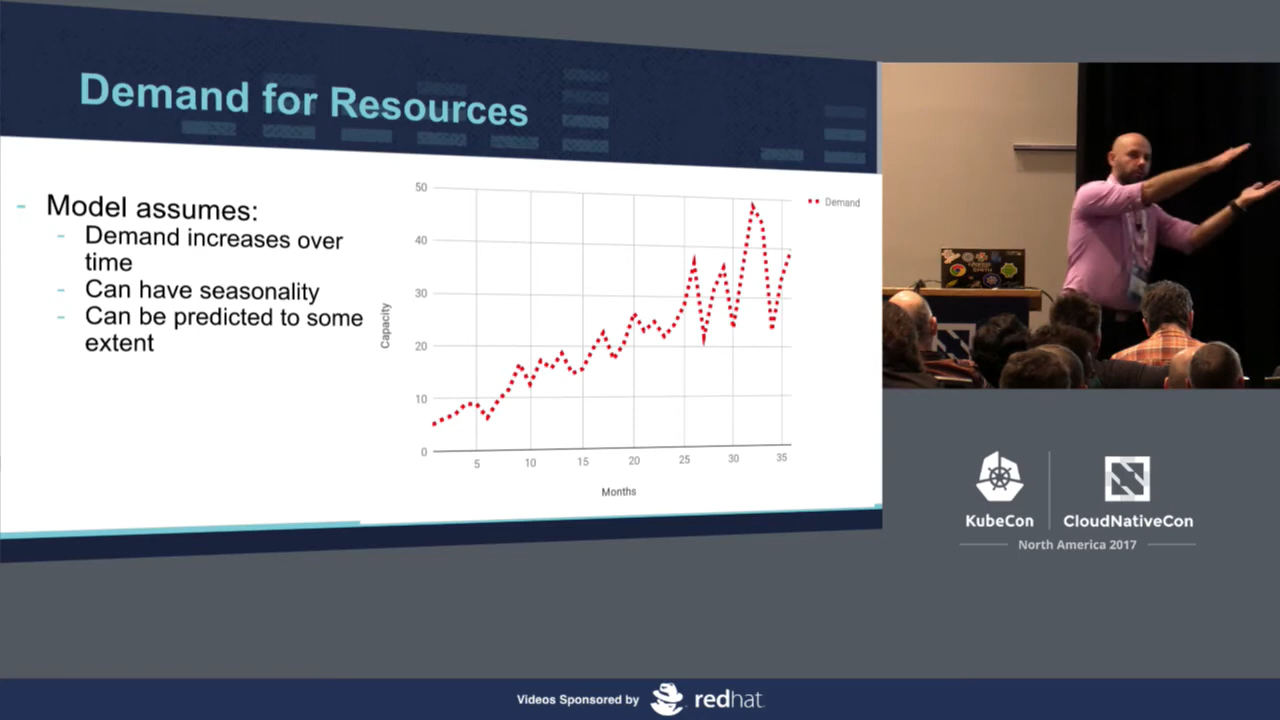 Demand for Resources
- Model assumes:
- Demand increases over
time
- Can have seasonality
- Can be predicted to some
extent
50
40
30
20
10
0
Capacity
5 10 15 20 25 30 35
Months
Demand
KubeCon
CloudNativeCon
North America 2017
Videos Sponsored by redhat